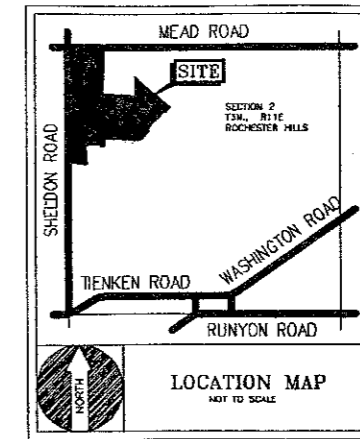 MEAD ROAD
SITE
SECTION 2
T3N., R11E
ROCHESTER HILLS
SHELDON ROAD
WASHINGTON ROAD
TIENKEN ROAD
RUNYON ROAD
NORTH
LOCATION MAP
NOT TO SCALE